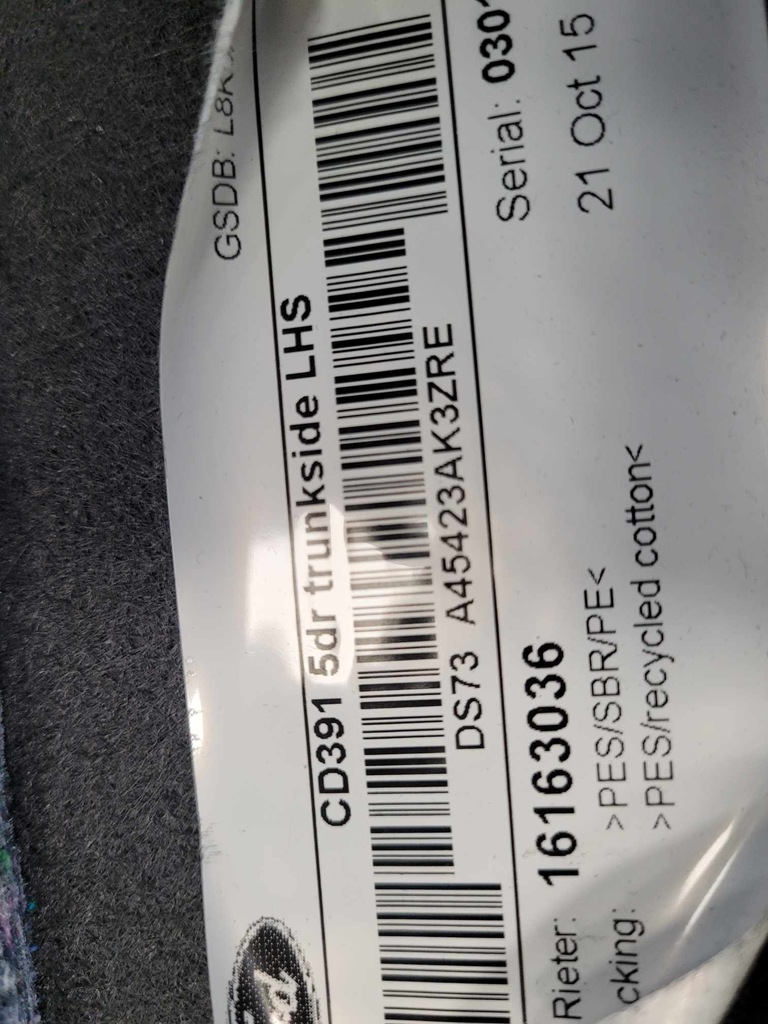 GSDB:
CD391 5dr trunkside LHS
DS73 A45423AK3ZRE
Rieter: 16163036
Serial:
>PES/SBR/PE<
21 Oct 15
cking: >PES/recycled cotton<